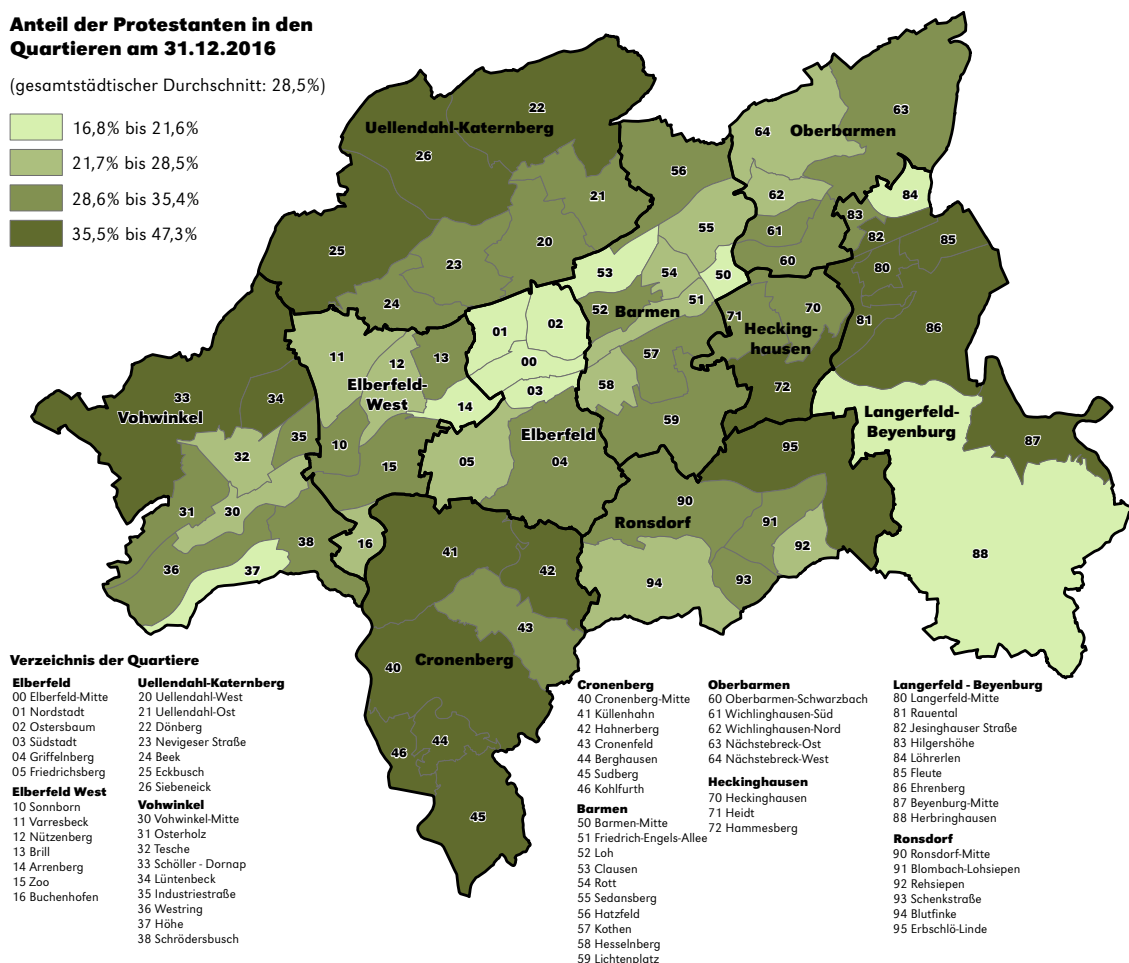 Anteil der Protestanten in den
Quartieren am 31.12.2016
(gesamtstädtischer Durchschnitt: 28,5%)
16,8% bis 21,6%
21,7% bis 28,5%
28,6% bis 35,4%
35,5% bis 47,3%
22
Uellendahl-Katernberg
26
63
64
Oberbarmen
56
21
62
84
83
55
61
82
85
25
20
60
80
23
53
54
50
24
52
51
Barmen
71
70
01
02
Hecking-
hausen
81
86
11
13
12
57
00
Elberfeld-
West
58
72
33
34
03
14
Vohwinkel
59
Langerfeld-
Beyenburg
35
Elberfeld
10
95
87
32
05
04
15
90
31
30
Ronsdorf
91
38
16
92
41
88
36
37
42
93
94
43
40
Cronenberg
44
46
45
Verzeichnis der Quartiere
Elberfeld
00 Elberfeld-Mitte
01 Nordstadt
02 Ostersbaum
03 Südstadt
04 Griffelnberg
05 Friedrichsberg
Elberfeld West
10 Sonnborn
11 Varresbeck
12 Nützenberg
13 Brill
14 Arrenberg
15 Zoo
16 Buchenhofen
Uellendahl-Katernberg
20 Uellendahl-West
21 Uellendahl-Ost
22 Dönberg
23 Nevigeser Straße
24 Beek
25 Eckbusch
26 Siebeneick
Vohwinkel
30 Vohwinkel-Mitte
31 Osterholz
32 Tesche
33 Schöller - Dornap
34 Lüntenbeck
35 Industriestraße
36 Westring
37 Höhe
38 Schrödersbusch
Cronenberg
40 Cronenberg-Mitte
41 Küllenhahn
42 Hahnerberg
43 Cronenfeld
44 Berghausen
45 Sudberg
46 Kohlfurth
Barmen
50 Barmen-Mitte
51 Friedrich-Engels-Allee
52 Loh
53 Clausen
54 Rott
55 Sedansberg
56 Hatzfeld
57 Kothen
58 Hesselnberg
59 Lichtenplatz
Oberbarmen
60 Oberbarmen-Schwarzbach
61 Wichlinghausen-Süd
62 Wichlinghausen-Nord
63 Nächstebreck-Ost
64 Nächstebreck-West
Heckinghausen
70 Heckinghausen
71 Heidt
72 Hammesberg
Langerfeld - Beyenburg
80 Langerfeld-Mitte
81 Rauental
82 Jesinghauser Straße
83 Hilgershöhe
84 Löhrerlen
85 Fleute
86 Ehrenberg
87 Beyenburg-Mitte
88 Herbringhausen
Ronsdorf
90 Ronsdorf-Mitte
91 Blombach-Lohsiepen
92 Rehsiepen
93 Schenkstraße
94 Blutfinke
95 Erbschlö-Linde